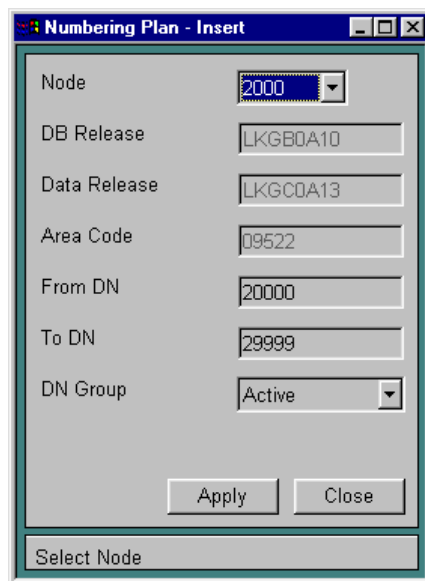 Numbering Plan - Insert
Node 2000
DB Release LKGB0A10
Data Release LKGC0A13
Area Code 09522
From DN 20000
To DN 29999
DN Group Active
Apply Close
Select Node